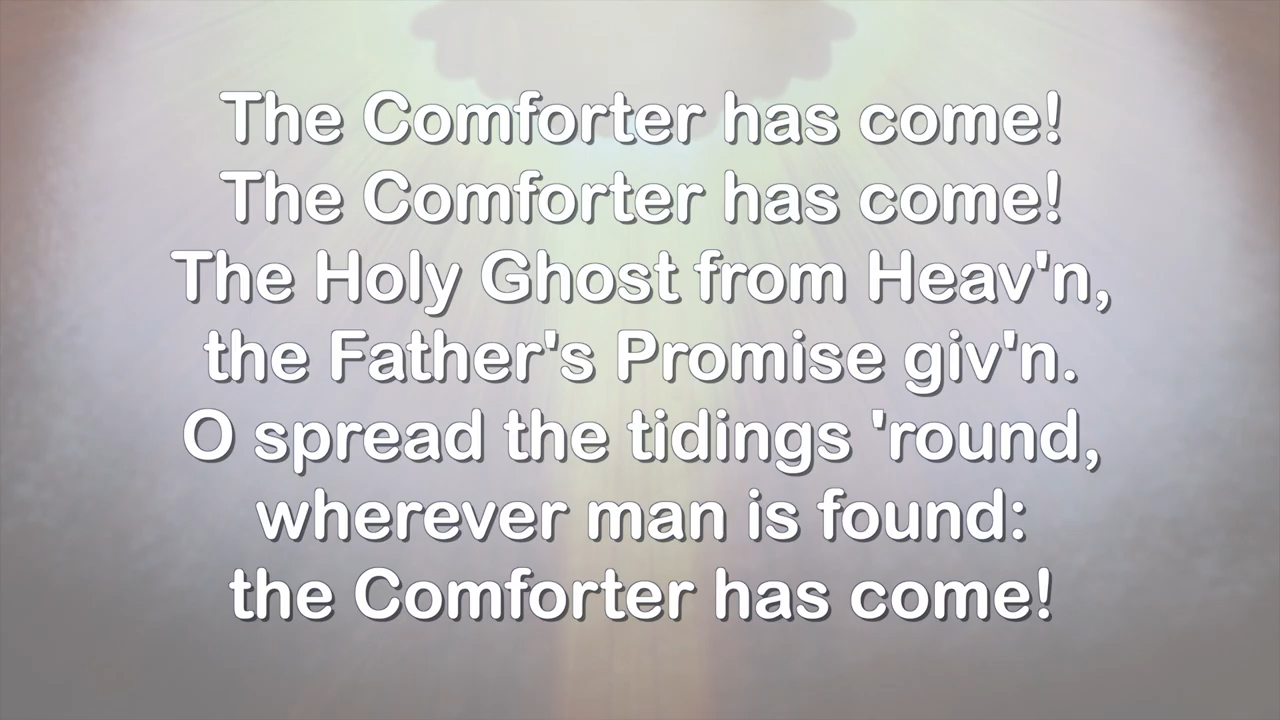 The Comforter has come!
The Comforter has come!
The Holy Ghost from Heav'n,
the Father's Promise giv'n.
O spread the tidings 'round,
wherever man is found:
the Comforter has come!